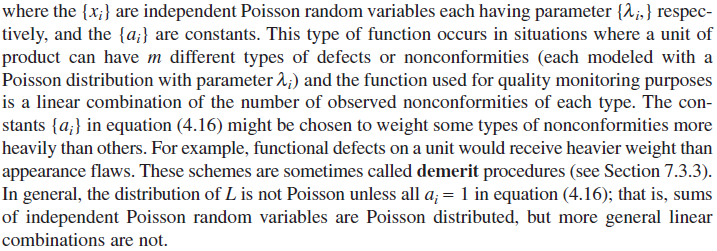 where the {xᵢ} are independent Poisson random variables each having parameter {λᵢ,} respec-
tively, and the {aᵢ} are constants. This type of function occurs in situations where a unit of
product can have m different types of defects or nonconformities (each modeled with a
Poisson distribution with parameter λᵢ) and the function used for quality monitoring purposes
is a linear combination of the number of observed nonconformities of each type. The con-
stants {aᵢ} in equation (4.16) might be chosen to weight some types of nonconformities more
heavily than others. For example, functional defects on a unit would receive heavier weight than
appearance flaws. These schemes are sometimes called demerit procedures (see Section 7.3.3).
In general, the distribution of L is not Poisson unless all aᵢ = 1 in equation (4.16); that is, sums
of independent Poisson random variables are Poisson distributed, but more general linear
combinations are not.